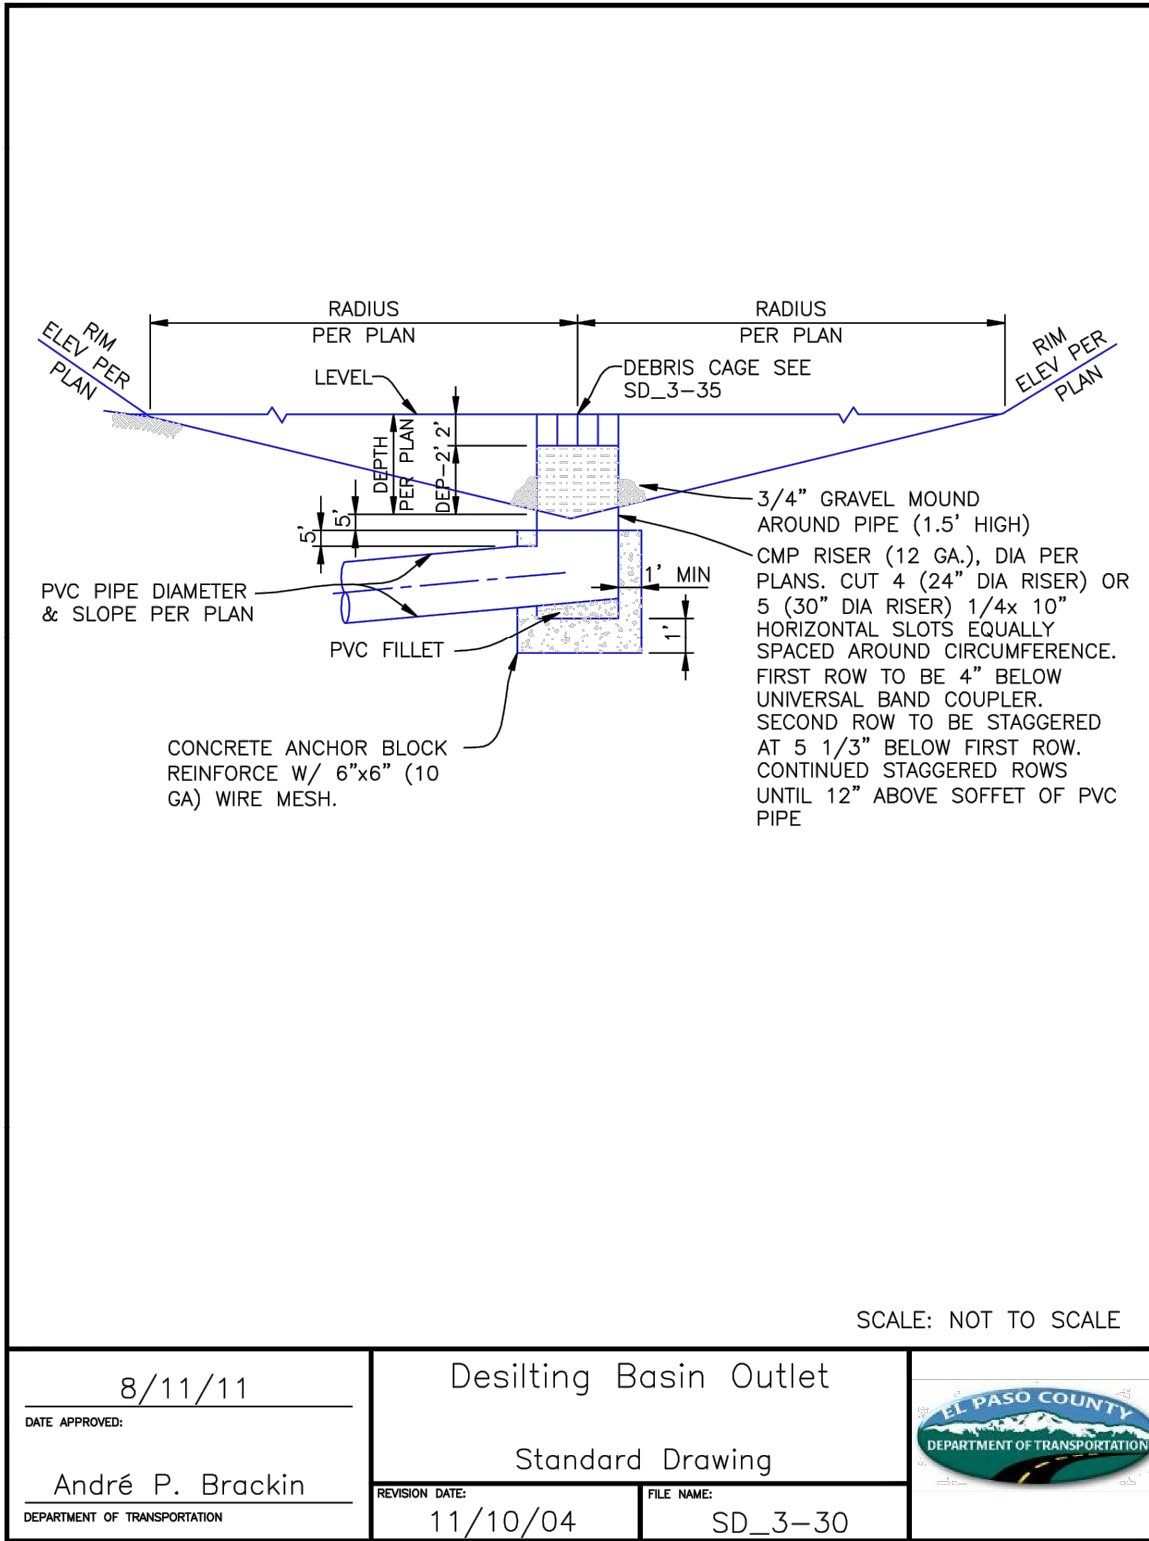 RADIUS
PER PLAN
RADIUS
PER PLAN
RIM
ELEV PER
PLAN
LEVEL
DEBRIS CAGE SEE
SD_3-35
RIM
ELEV PER
PLAN
DEPTH
PER PLAN
DEP-2'
2'
5'
5'
3/4" GRAVEL MOUND
AROUND PIPE (1.5' HIGH)
PVC PIPE DIAMETER
& SLOPE PER PLAN
1' MIN
1'
PVC FILLET
CMP RISER (12 GA.), DIA PER
PLANS. CUT 4 (24" DIA RISER) OR
5 (30" DIA RISER) 1/4x 10"
HORIZONTAL SLOTS EQUALLY
SPACED AROUND CIRCUMFERENCE.
FIRST ROW TO BE 4" BELOW
UNIVERSAL BAND COUPLER.
SECOND ROW TO BE STAGGERED
AT 5 1/3" BELOW FIRST ROW.
CONTINUED STAGGERED ROWS
UNTIL 12" ABOVE SOFFET OF PVC
PIPE
CONCRETE ANCHOR BLOCK
REINFORCE W/ 6"x6" (10
GA) WIRE MESH.
SCALE: NOT TO SCALE
8/11/11
DATE APPROVED:
André P. Brackin
DEPARTMENT OF TRANSPORTATION
Desilting Basin Outlet
Standard Drawing
REVISION DATE:
11/10/04
FILE NAME:
SD_3-30
EL PASO COUNTY
DEPARTMENT OF TRANSPORTATION